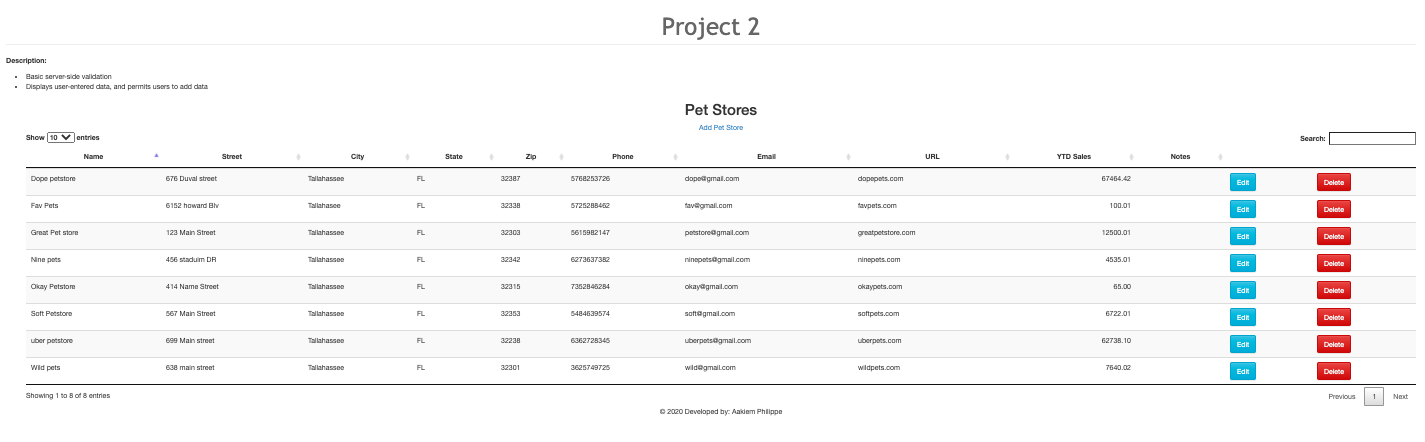 Project 2
Description:
Basic server-side validation
Displays user-entered data, and permits users to add data
Pet Stores
Add Pet Store
Show 10 entries Search:
Name Street City State Zip Phone Email URL YTD Sales Notes
Dope petstore 676 Duval street Tallahassee FL 32387 5768253726 dope@gmail.com dopepets.com 67464.42 Edit Delete
Fav Pets 6152 howard Blv Tallahasee FL 32338 5725288462 fav@gmail.com favpets.com 100.01 Edit Delete
Great Pet store 123 Main Street Tallahassee FL 32303 5615982147 petstore@gmail.com greatpetstore.com 12500.01 Edit Delete
Nine pets 456 staduim DR Tallahassee FL 32342 6273637382 ninepets@gmail.com ninepets.com 4535.01 Edit Delete
Okay Petstore 414 Name Street Tallahassee FL 32315 7352846284 okay@gmail.com okaypets.com 65.00 Edit Delete
Soft Petstore 567 Main Street Tallahassee FL 32353 5484639574 soft@gmail.com softpets.com 6722.01 Edit Delete
uber petstore 699 Main street Tallahassee FL 32238 6362728345 uberpets@gmail.com uberpets.com 62738.10 Edit Delete
Wild pets 638 main street Tallahassee FL 32301 3625749725 wild@gmail.com wildpets.com 7640.02 Edit Delete
Showing 1 to 8 of 8 entries Previous 1 Next
© 2020 Developed by: Aakiem Philippe